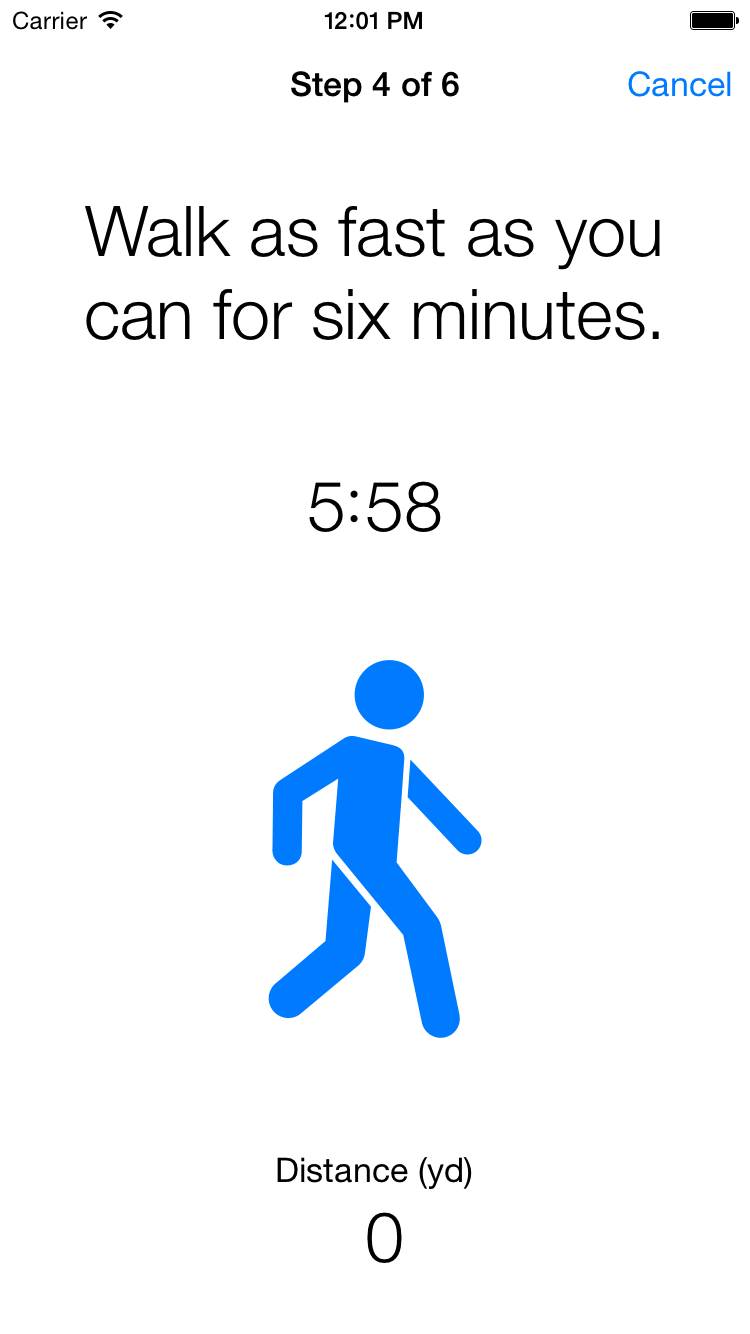 Carrier 12:01 PM
Step 4 of 6 Cancel
Walk as fast as you
can for six minutes.
5:58
Distance (yd)
0